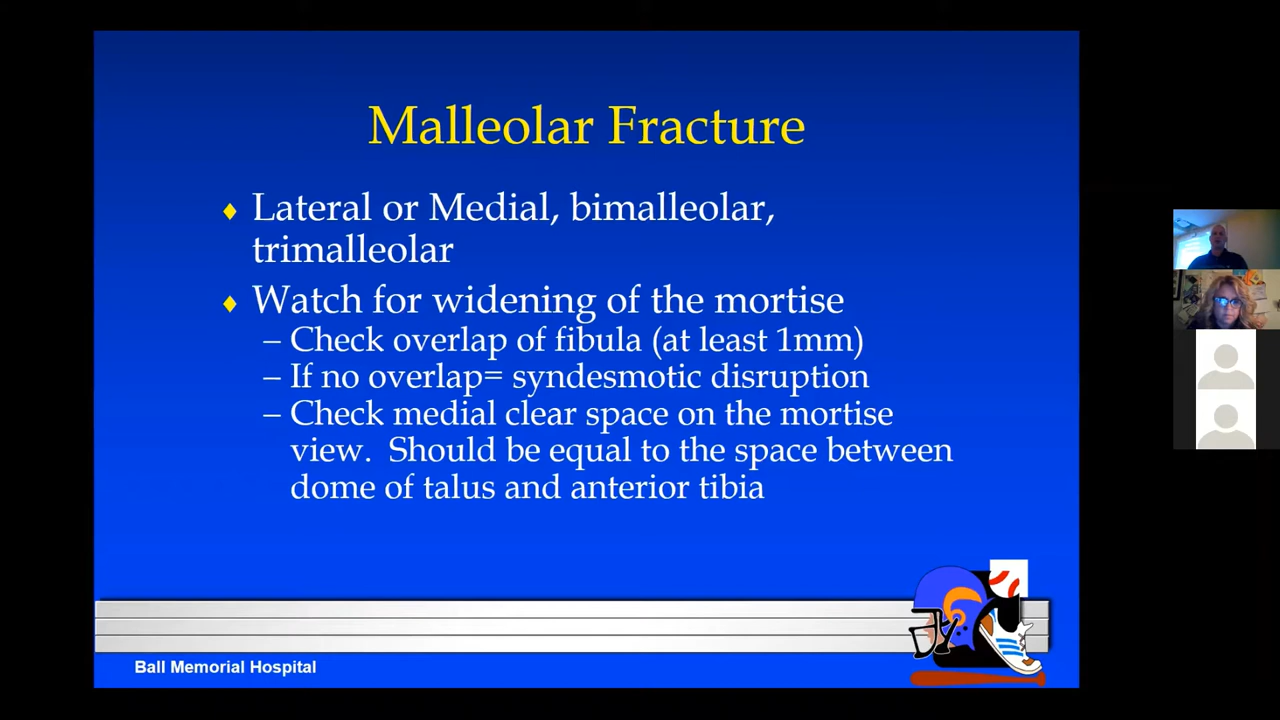 Malleolar Fracture
♦ Lateral or Medial, bimalleolar,
trimalleolar
♦ Watch for widening of the mortise
– Check overlap of fibula (at least 1mm)
– If no overlap= syndesmotic disruption
– Check medial clear space on the mortise
view. Should be equal to the space between
dome of talus and anterior tibia
Ball Memorial Hospital